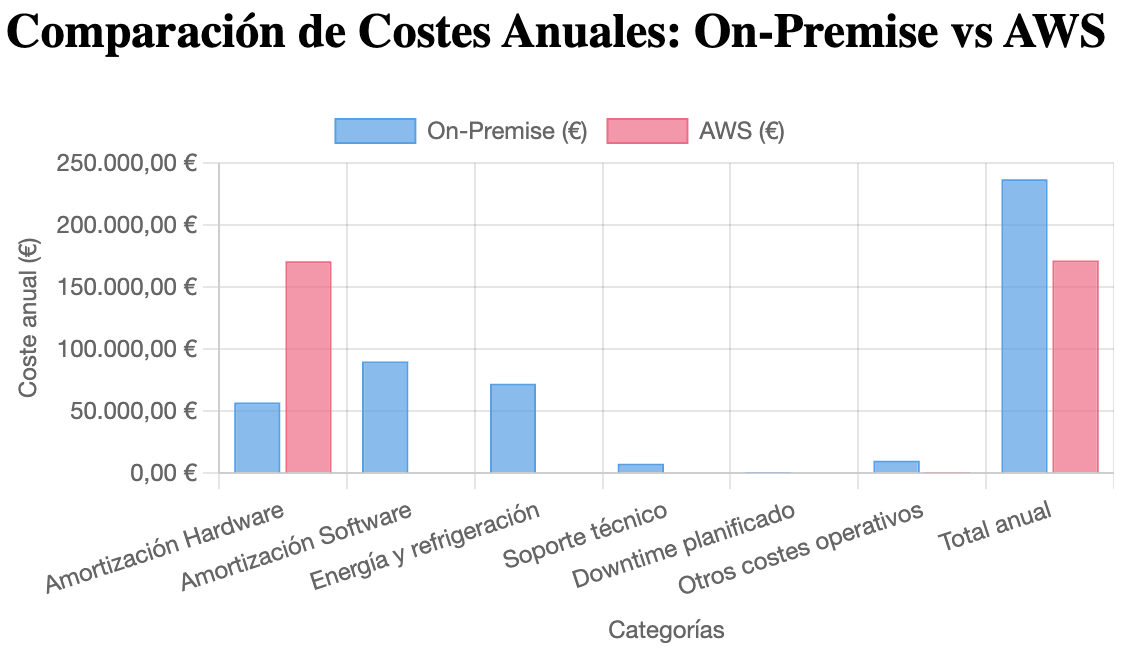 Comparación de Costes Anuales: On-Premise vs AWS
On-Premise (€) AWS (€)
250.000,00 €
200.000,00 €
150.000,00 €
100.000,00 €
50.000,00 €
0,00 €
Coste anual (€)
Amortización Hardware
Amortización Software
Energía y refrigeración
Soporte técnico
Downtime planificado
Otros costes operativos
Total anual
Categorías